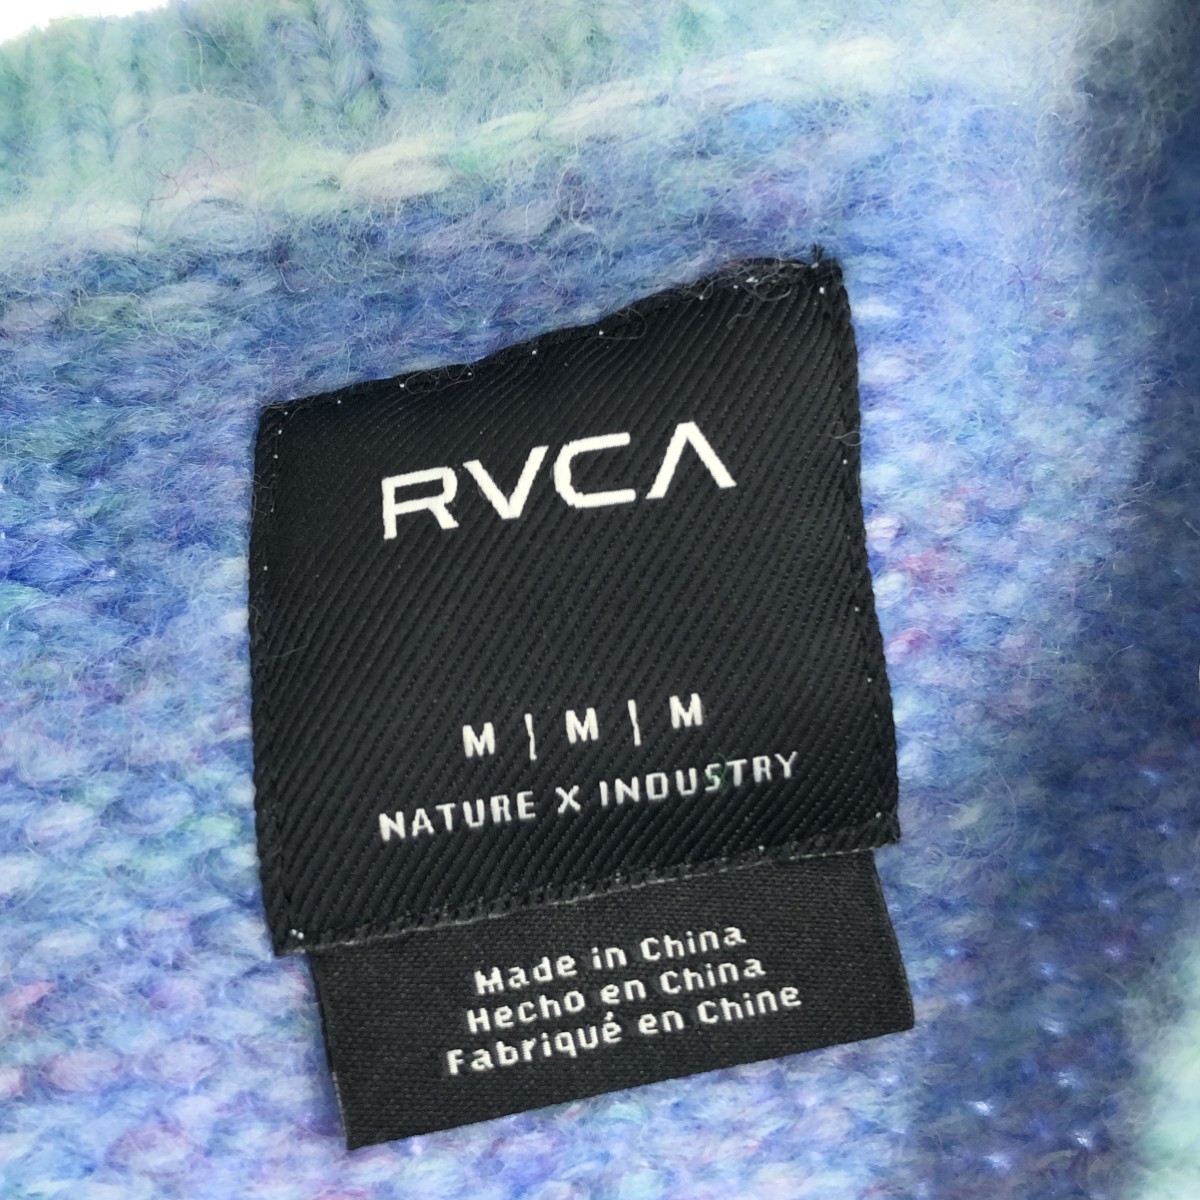 RVCA
M | M | M
NATURE X INDUSTRY
Made in China
Hecho en China
Fabriqué en Chine